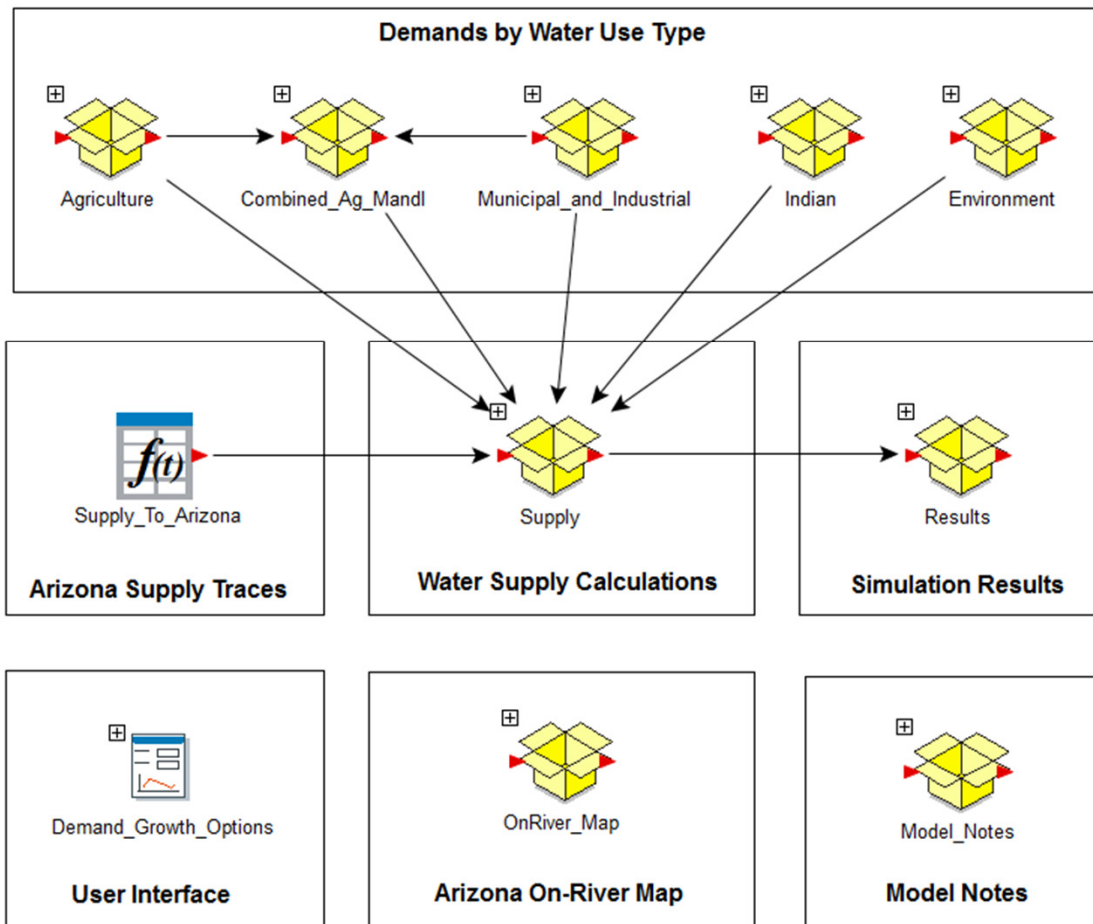 Demands by Water Use Type
Agriculture
Combined_Ag_MandI
Municipal_and_Industrial
Indian
Environment
f(t)
Supply_To_Arizona
Supply
Results
Arizona Supply Traces
Water Supply Calculations
Simulation Results
Demand_Growth_Options
OnRiver_Map
Model_Notes
User Interface
Arizona On-River Map
Model Notes